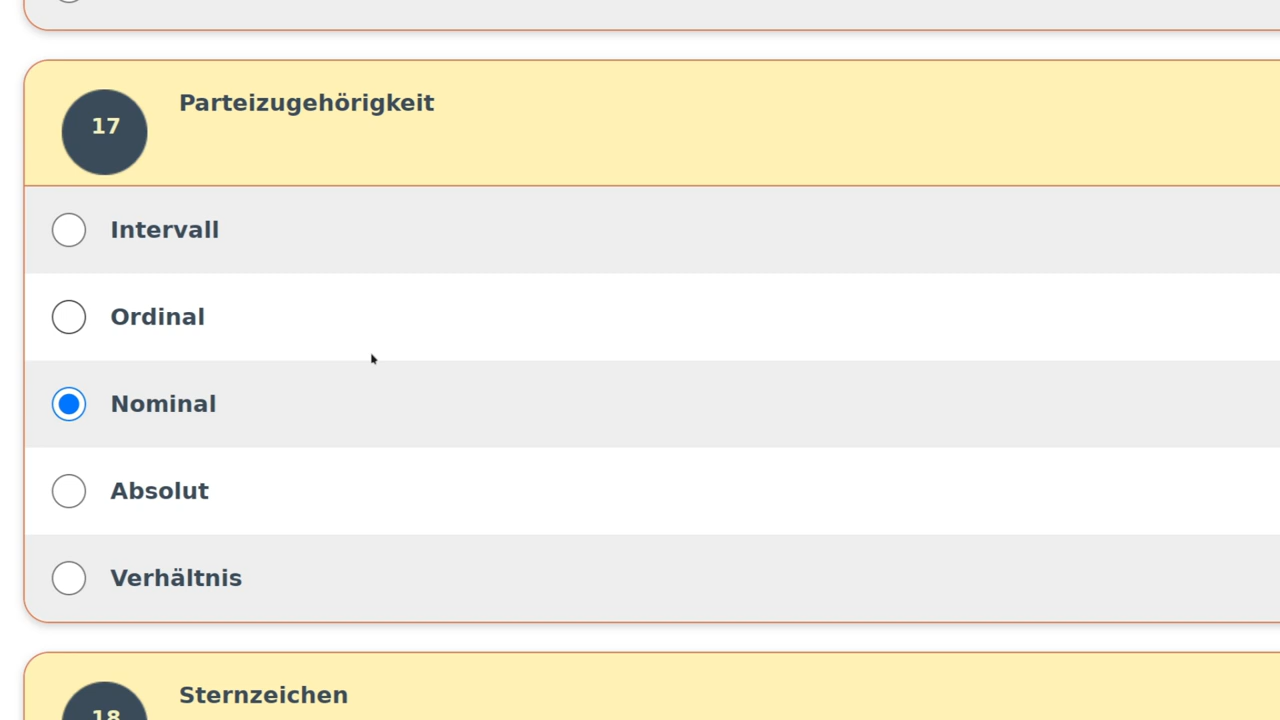 17
Parteizugehörigkeit
Intervall
Ordinal
Nominal
Absolut
Verhältnis
18
Sternzeichen